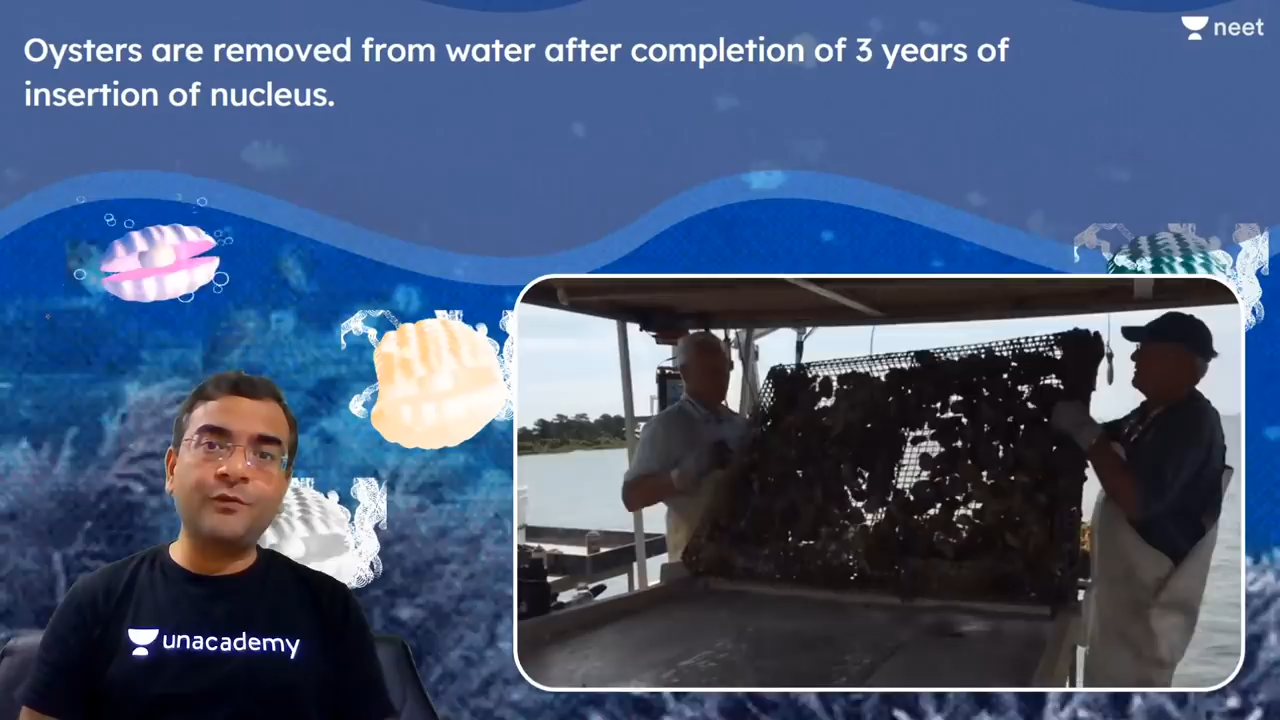 Oysters are removed from water after completion of 3 years of
insertion of nucleus.
neet
unacademy